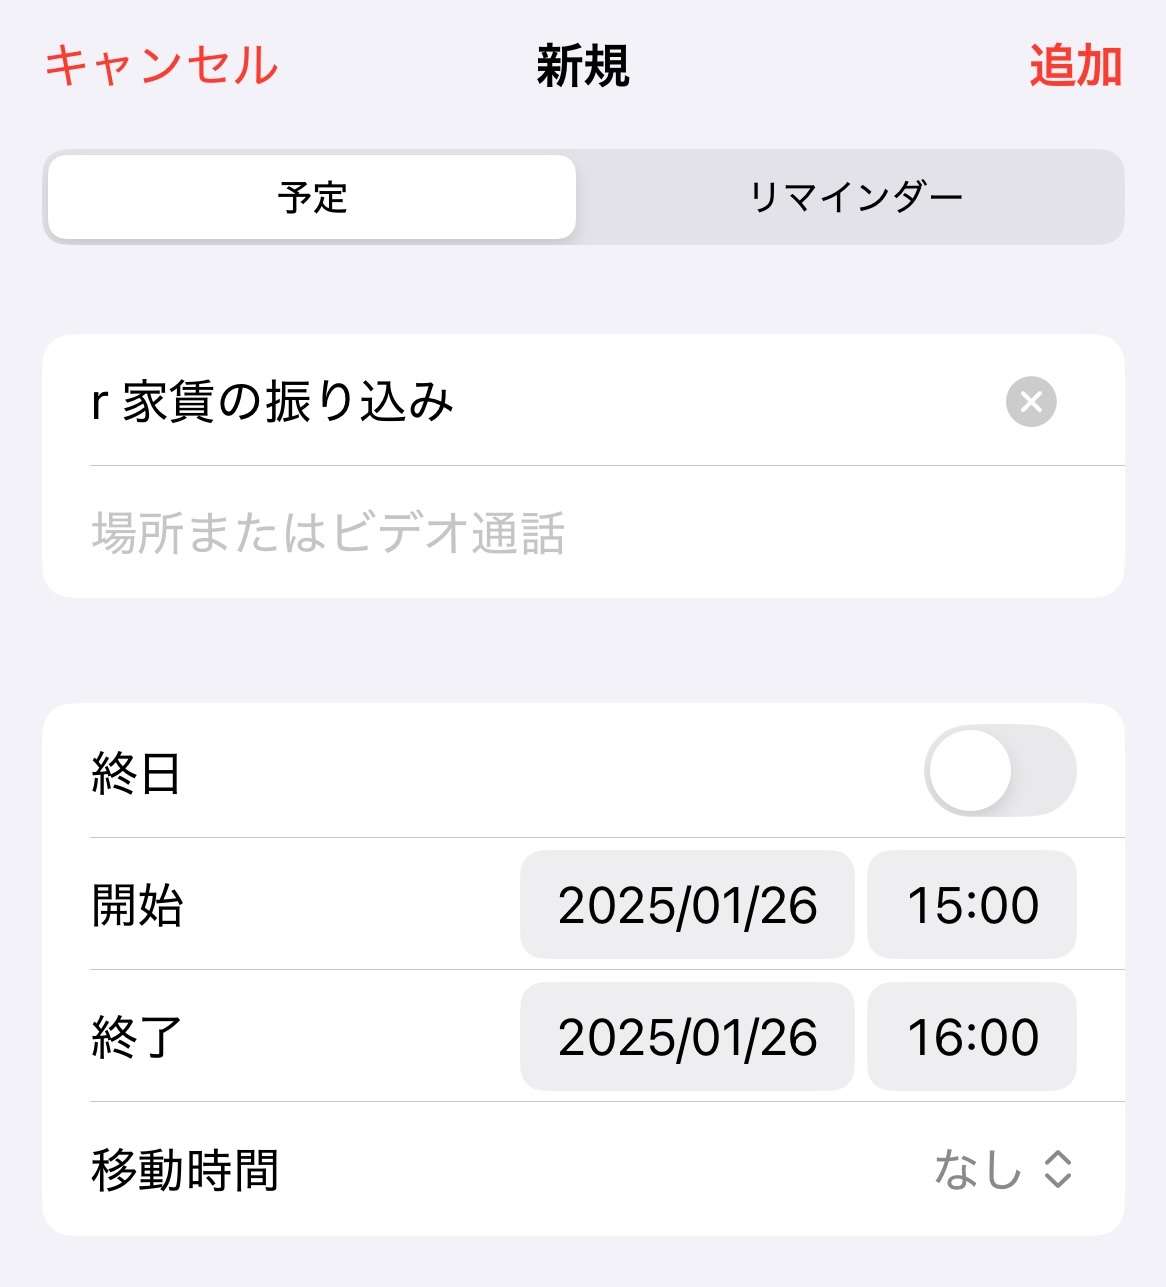 キャンセル 新規 追加
予定 リマインダー
r 家賃の振り込み
場所またはビデオ通話
終日
開始 2025/01/26 15:00
終了 2025/01/26 16:00
移動時間 なし